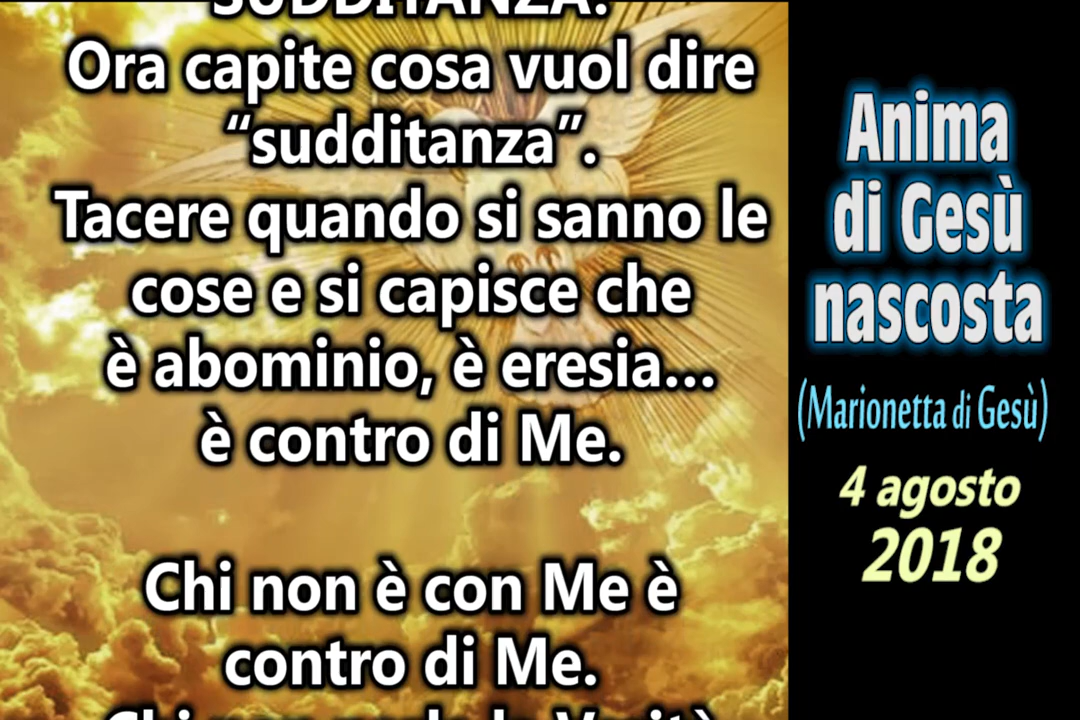 SUDDITANZA.
Ora capite cosa vuol dire
“sudditanza”.
Tacere quando si sanno le
cose e si capisce che
è abominio, è eresia...
è contro di Me.
Chi non è con Me è
contro di Me.
Anima
di Gesù
nascosta
(Marionetta di Gesù)
4 agosto
2018